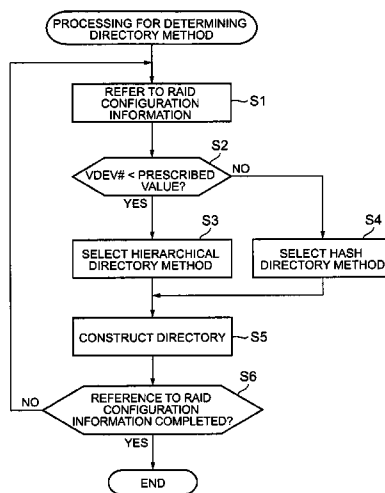 PROCESSING FOR DETERMINING
DIRECTORY METHOD
REFER TO RAID
CONFIGURATION
INFORMATION
S1
S2
VDEV# < PRESCRIBED
VALUE?
NO
YES
S3
S4
SELECT HIERARCHICAL
DIRECTORY METHOD
SELECT HASH
DIRECTORY METHOD
CONSTRUCT DIRECTORY
S5
S6
NO
REFERENCE TO RAID
CONFIGURATION
INFORMATION COMPLETED?
YES
END